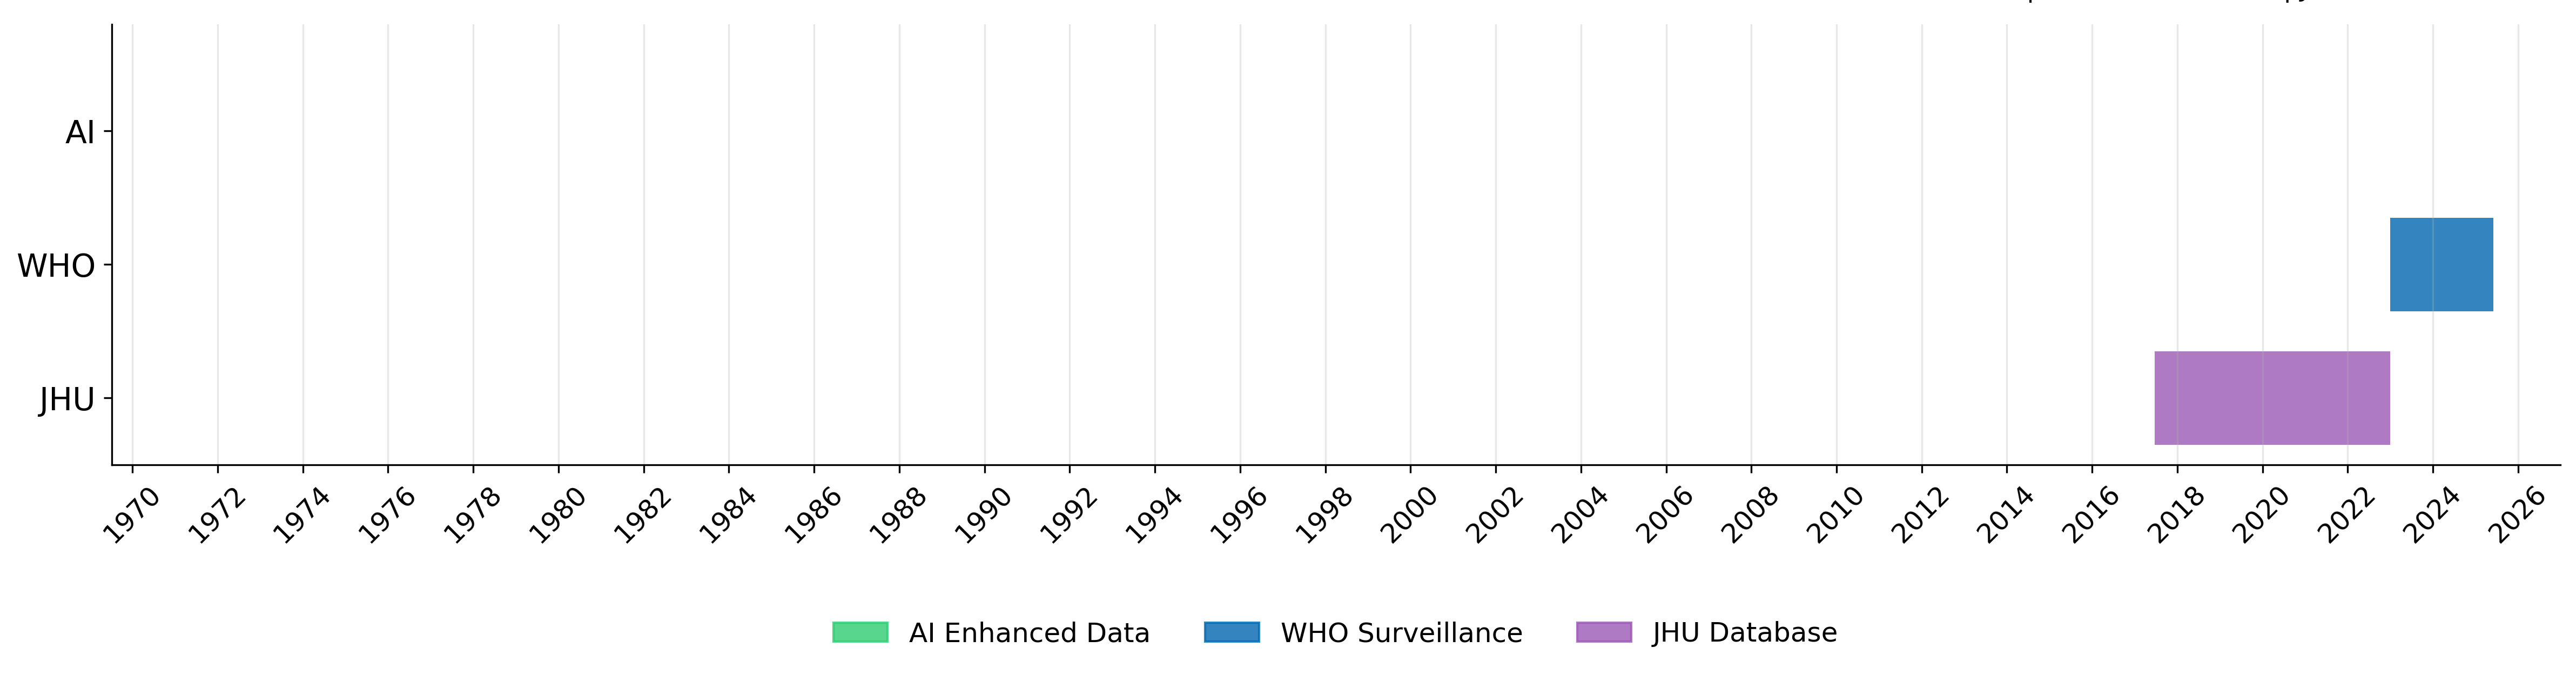 AI
WHO
JHU
1970 1972 1974 1976 1978 1980 1982 1984 1986 1988 1990 1992 1994 1996 1998 2000 2002 2004 2006 2008 2010 2012 2014 2016 2018 2020 2022 2024 2026
AI Enhanced Data WHO Surveillance JHU Database